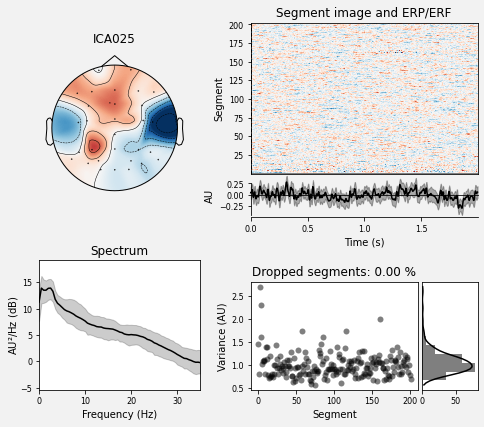 ICA025
Segment image and ERP/ERF
Segment
200
175
150
125
100
75
50
25
AU
0.25
0.00
−0.25
0.0 0.5 1.0 1.5
Time (s)
Spectrum
AU²/Hz (dB)
15
10
5
0
−5
0 10 20 30
Frequency (Hz)
Dropped segments: 0.00 %
Variance (AU)
2.5
2.0
1.5
1.0
0.5
0 50 100 150 200
0 50
Segment